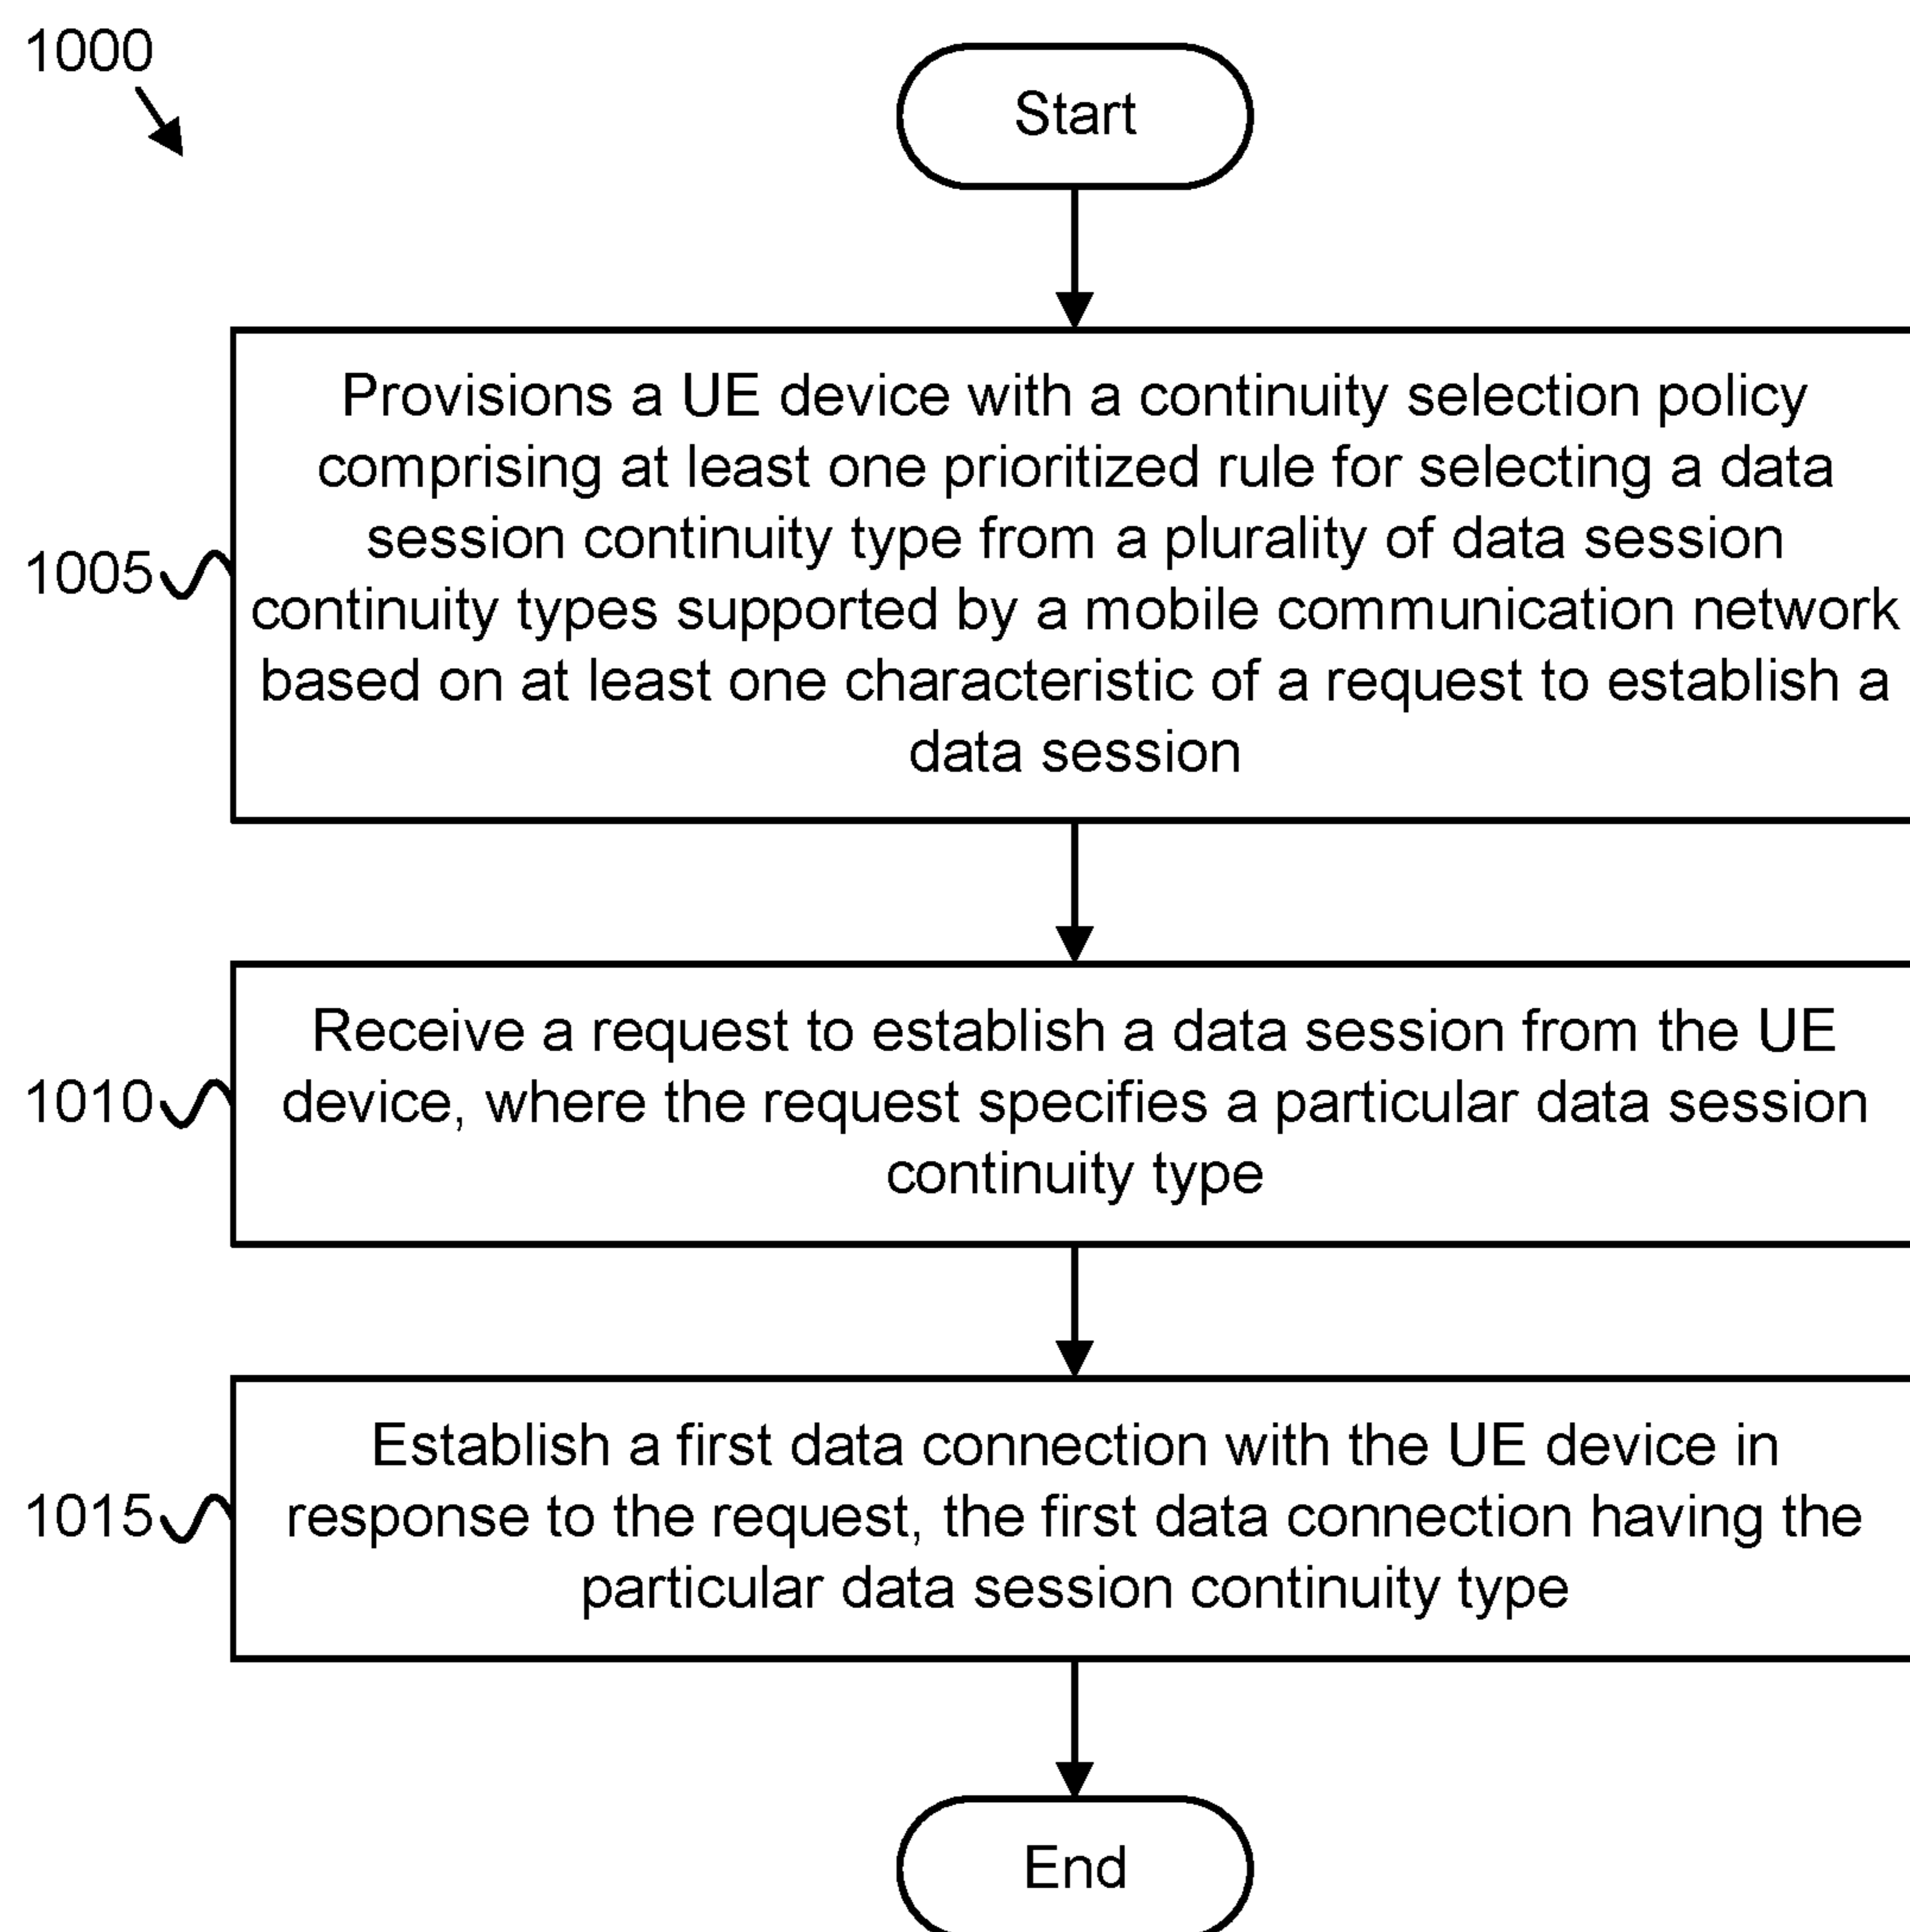 1000
Start
Provisions a UE device with a continuity selection policy
comprising at least one prioritized rule for selecting a data
session continuity type from a plurality of data session
continuity types supported by a mobile communication network
based on at least one characteristic of a request to establish a
data session
1005
Receive a request to establish a data session from the UE
device, where the request specifies a particular data session
continuity type
1010
Establish a first data connection with the UE device in
response to the request, the first data connection having the
particular data session continuity type
1015
End